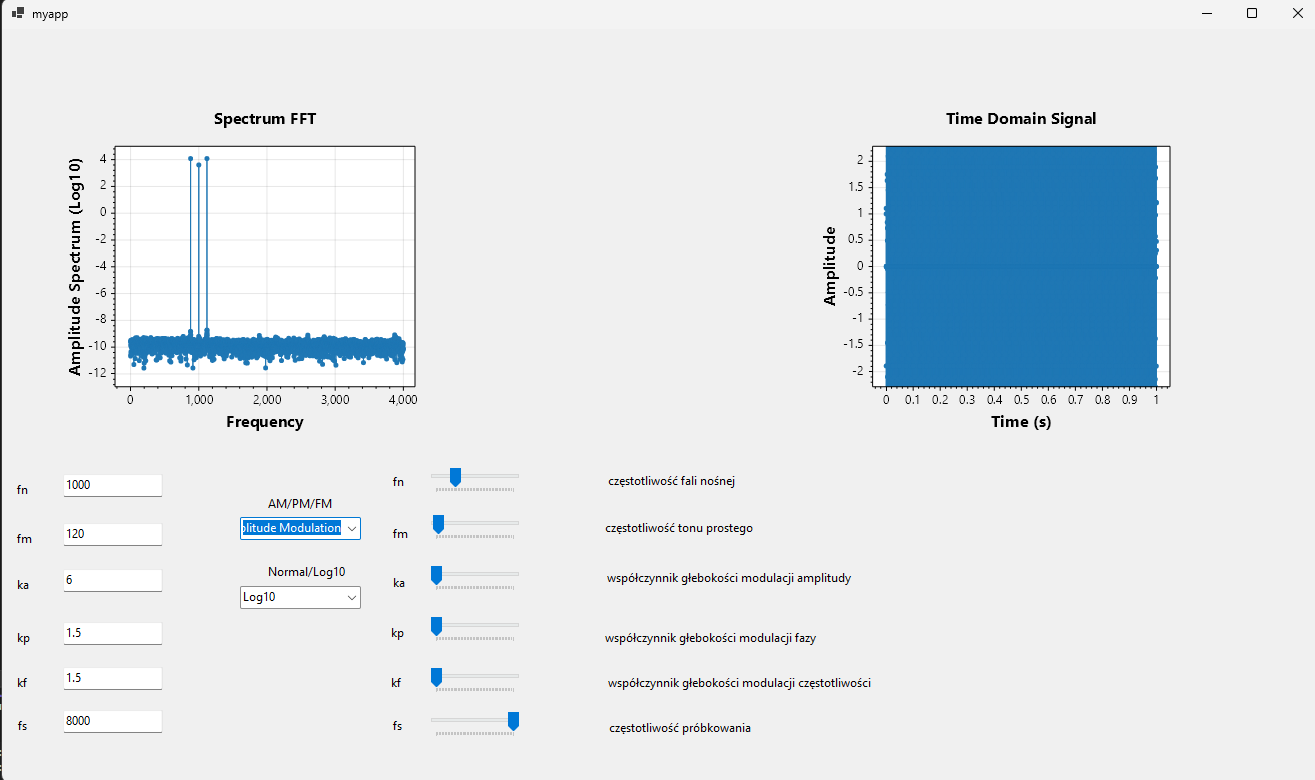 myapp
Spectrum FFT
Amplitude Spectrum (Log10)
4
2
0
-2
-4
-6
-8
-10
-12
0 1,000 2,000 3,000 4,000
Frequency
Time Domain Signal
Amplitude
2
1.5
1
0.5
0
-0.5
-1
-1.5
-2
0 0.1 0.2 0.3 0.4 0.5 0.6 0.7 0.8 0.9 1
Time (s)
fn 1000
fm 120
ka 6
kp 1.5
kf 1.5
fs 8000
AM/PM/FM
plitude Modulation
Normal/Log10
Log10
fn częstotliwość fali nośnej
fm częstotliwość tonu prostego
ka współczynnik głebokości modulacji amplitudy
kp współczynnik głebokości modulacji fazy
kf współczynnik głebokości modulacji częstotliwości
fs częstotliwość próbkowania